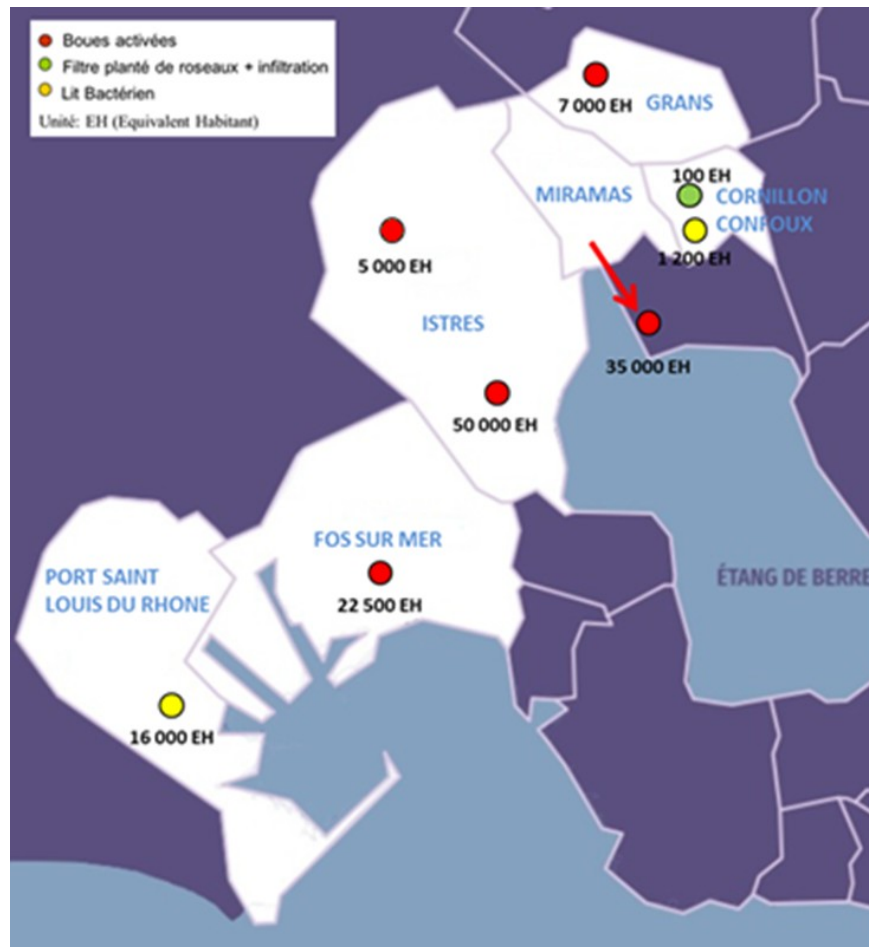 Boues activées
Filtre planté de roseaux + infiltration
Lit Bactérien
Unité: EH (Equivalent Habitant)
7 000 EH
GRANS
100 EH
MIRAMAS
CORNILLON
CONFOUX
1 200 EH
5 000 EH
ISTRES
35 000 EH
50 000 EH
FOS SUR MER
PORT SAINT
LOUIS DU RHONE
22 500 EH
ÉTANG DE BERRE
16 000 EH